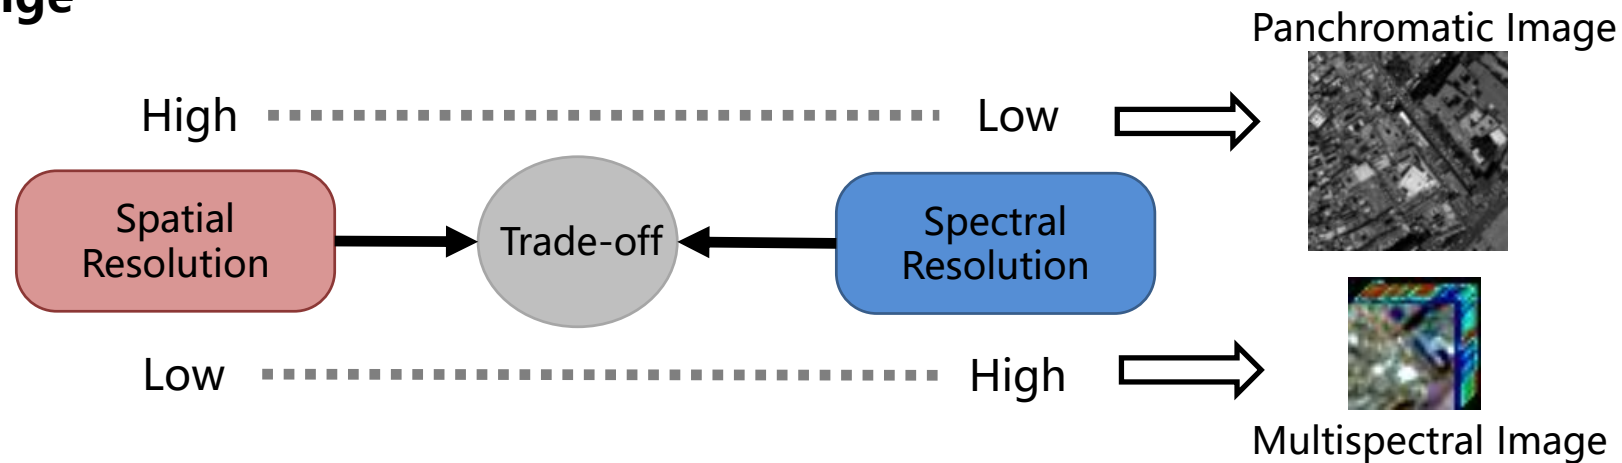 Panchromatic Image
High
Low
Spatial
Resolution
Trade-off
Spectral
Resolution
Low
High
Multispectral Image